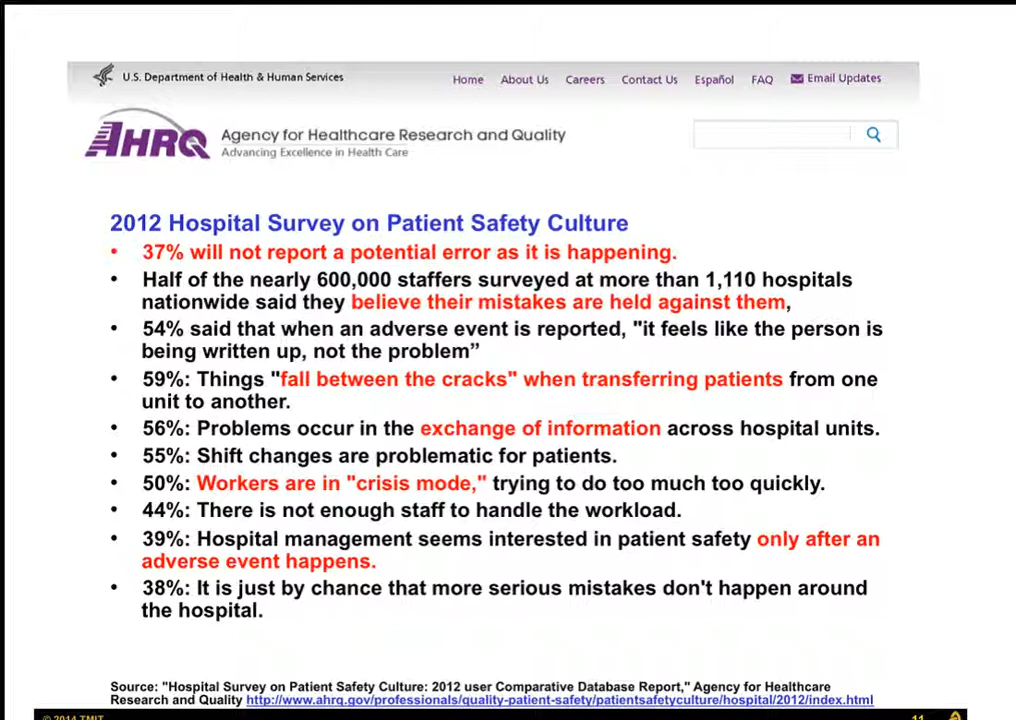 U.S. Department of Health & Human Services
Home About Us Careers Contact Us Español FAQ Email Updates
AHRQ
Agency for Healthcare Research and Quality
Advancing Excellence in Health Care
2012 Hospital Survey on Patient Safety Culture
• 37% will not report a potential error as it is happening.
• Half of the nearly 600,000 staffers surveyed at more than 1,110 hospitals
nationwide said they believe their mistakes are held against them,
• 54% said that when an adverse event is reported, "it feels like the person is
being written up, not the problem”
• 59%: Things "fall between the cracks" when transferring patients from one
unit to another.
• 56%: Problems occur in the exchange of information across hospital units.
• 55%: Shift changes are problematic for patients.
• 50%: Workers are in "crisis mode," trying to do too much too quickly.
• 44%: There is not enough staff to handle the workload.
• 39%: Hospital management seems interested in patient safety only after an
adverse event happens.
• 38%: It is just by chance that more serious mistakes don't happen around
the hospital.
Source: "Hospital Survey on Patient Safety Culture: 2012 user Comparative Database Report," Agency for Healthcare
Research and Quality http://www.ahrq.gov/professionals/quality-patient-safety/patientsafetyculture/hospital/2012/index.html
© 2014 TMIT
11